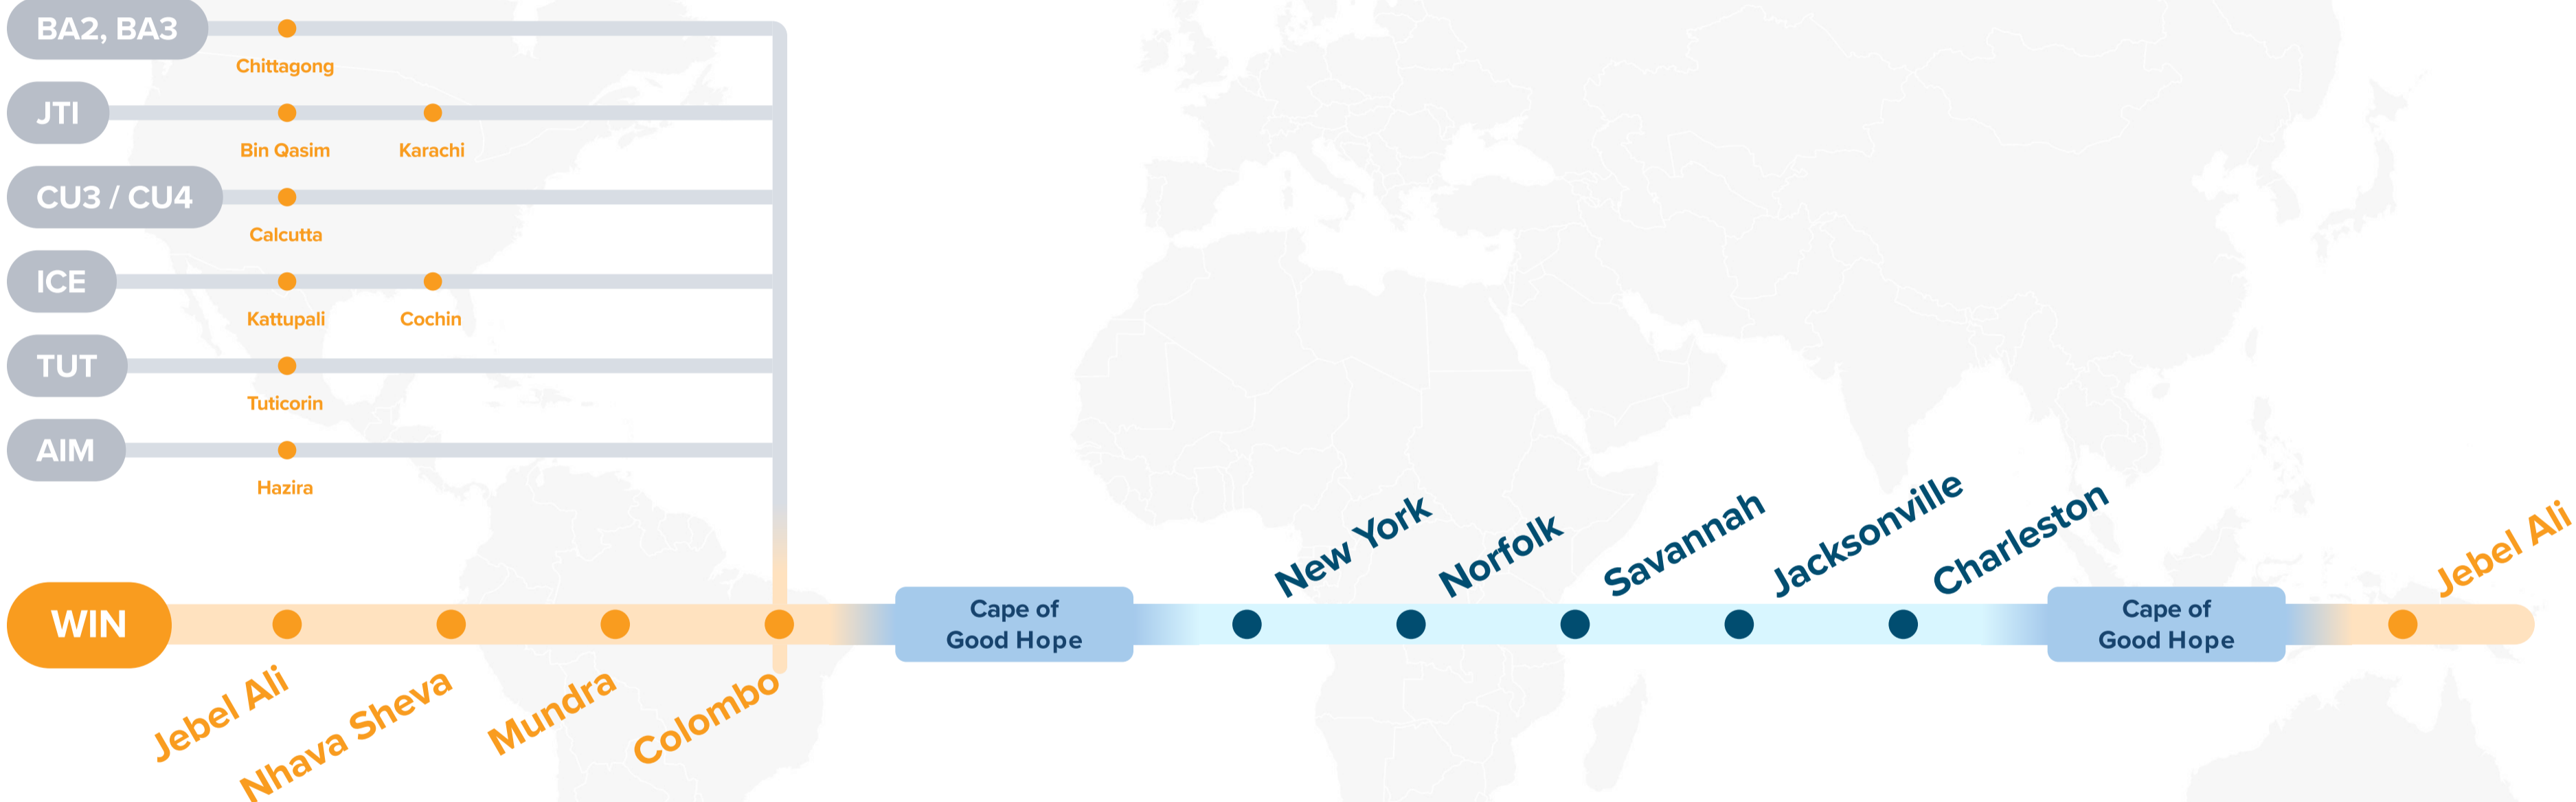 BA2, BA3
Chittagong
JTI
Bin Qasim
Karachi
CU3 / CU4
Calcutta
ICE
Kattupali
Cochin
TUT
Tuticorin
AIM
Hazira
WIN
Jebel Ali
Nhava Sheva
Mundra
Colombo
Cape of
Good Hope
New York
Norfolk
Savannah
Jacksonville
Charleston
Cape of
Good Hope
Jebel Ali